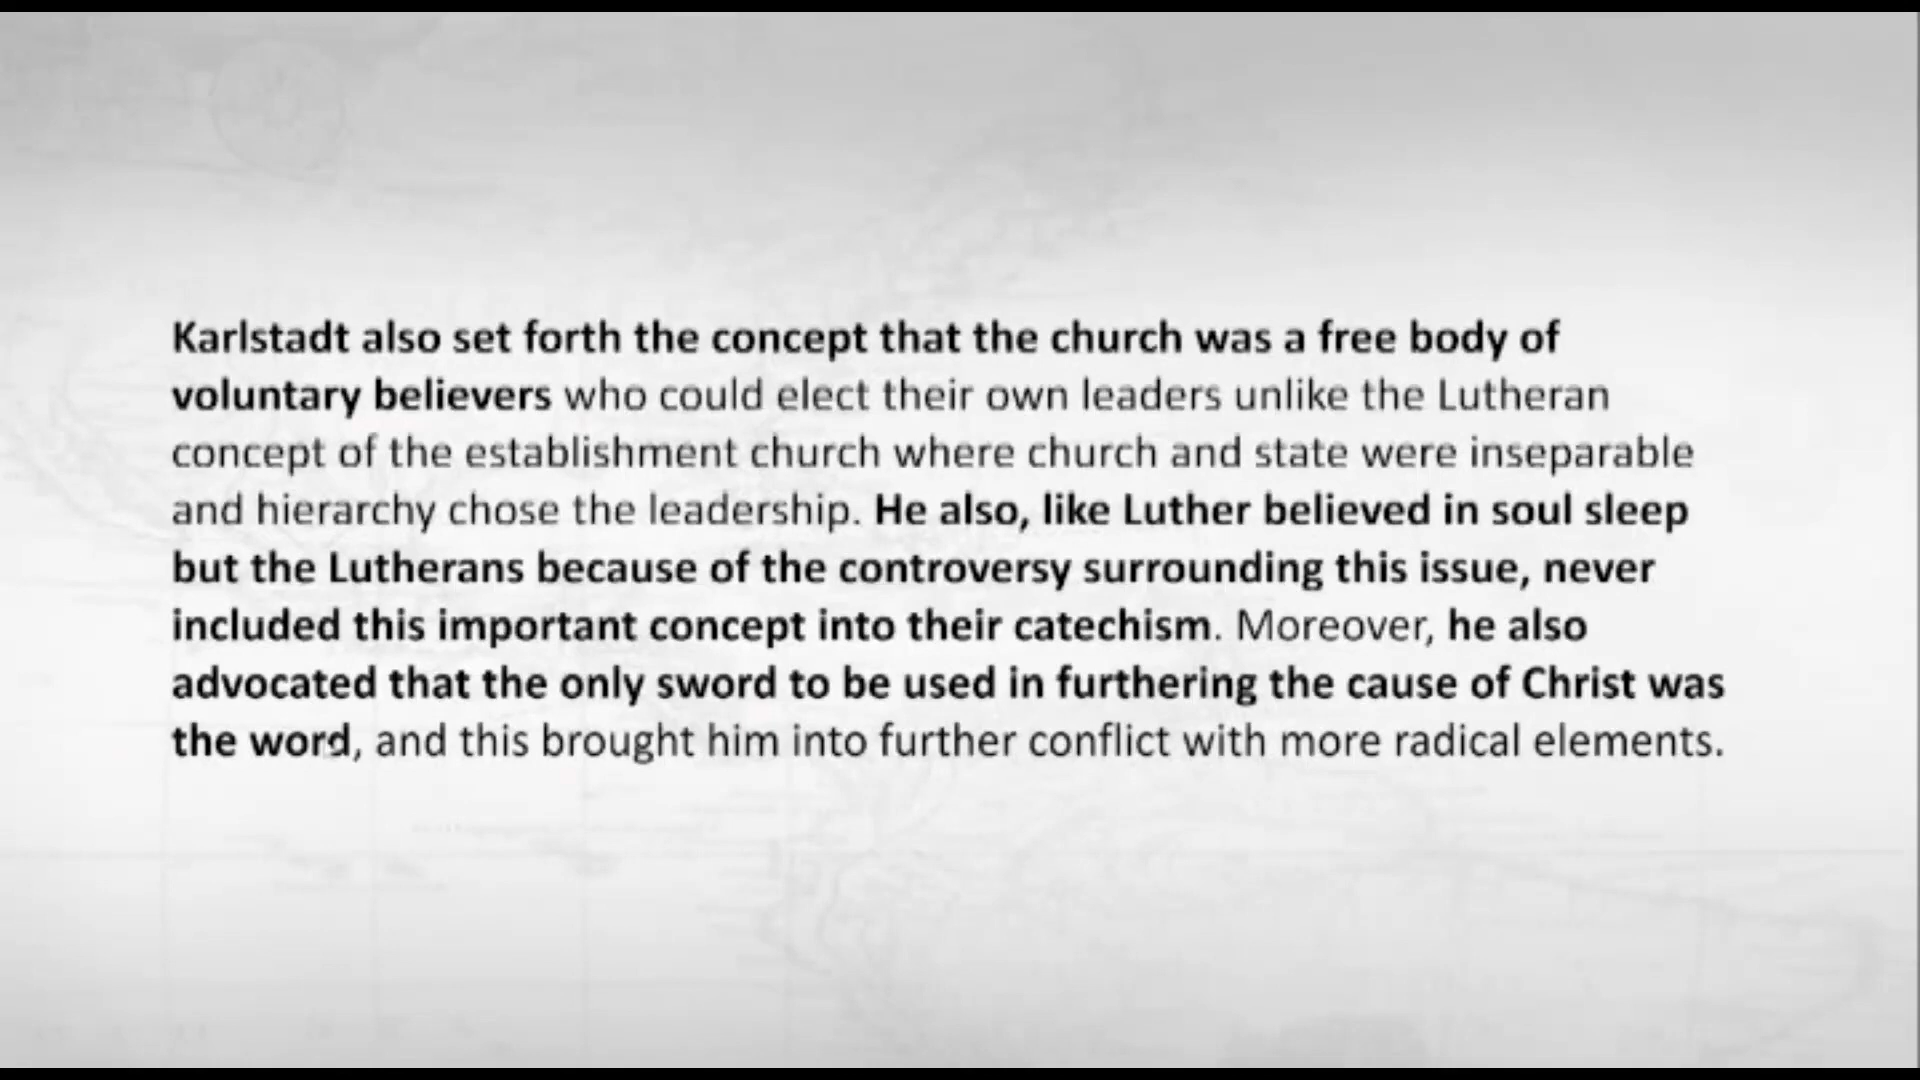 Karlstadt also set forth the concept that the church was a free body of
voluntary believers who could elect their own leaders unlike the Lutheran
concept of the establishment church where church and state were inseparable
and hierarchy chose the leadership. He also, like Luther believed in soul sleep
but the Lutherans because of the controversy surrounding this issue, never
included this important concept into their catechism. Moreover, he also
advocated that the only sword to be used in furthering the cause of Christ was
the word, and this brought him into further conflict with more radical elements.